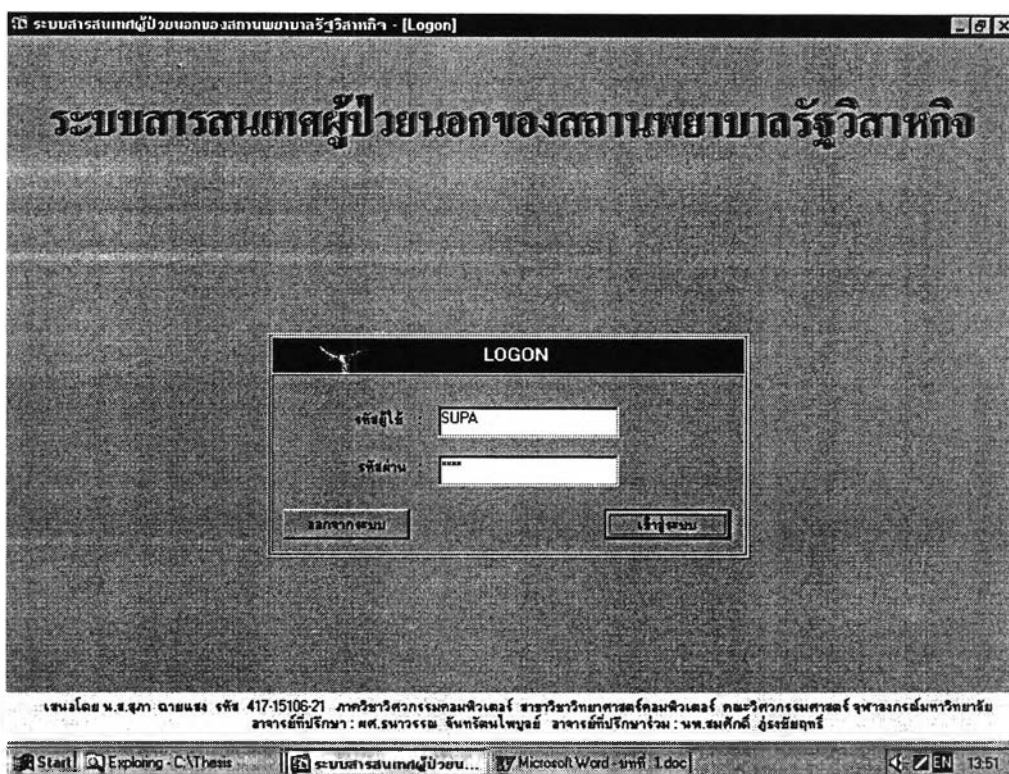 ระบบสารสนเทศผู้ป่วยนอกของสถานพยาบาลรัฐวิสาหกิจ - [Logon]
ระบบสารสนเทศผู้ป่วยนอกของสถานพยาบาลรัฐวิสาหกิจ
LOGON
รหัสผู้ใช้ : SUPA
รหัสผ่าน : ****
ออกจากระบบ เข้าสู่ระบบ
เสนอโดย น.ส.สุภา ฉายแสง รหัส 417-15106-21 ภาควิชาวิศวกรรมคอมพิวเตอร์ สาขาวิชาวิทยาศาสตร์คอมพิวเตอร์ คณะวิศวกรรมศาสตร์ จุฬาลงกรณ์มหาวิทยาลัย
อาจารย์ที่ปรึกษา : ผศ.ธนาวรรณ จันทรัตนไพบูลย์ อาจารย์ที่ปรึกษาร่วม : นพ.สมศักดิ์ ภู่ธงชัยฤทธิ์
Start Exploring - C:\Thesis ระบบสารสนเทศผู้ป่วยน... Microsoft Word - บทที่ 1.doc EN 13:51